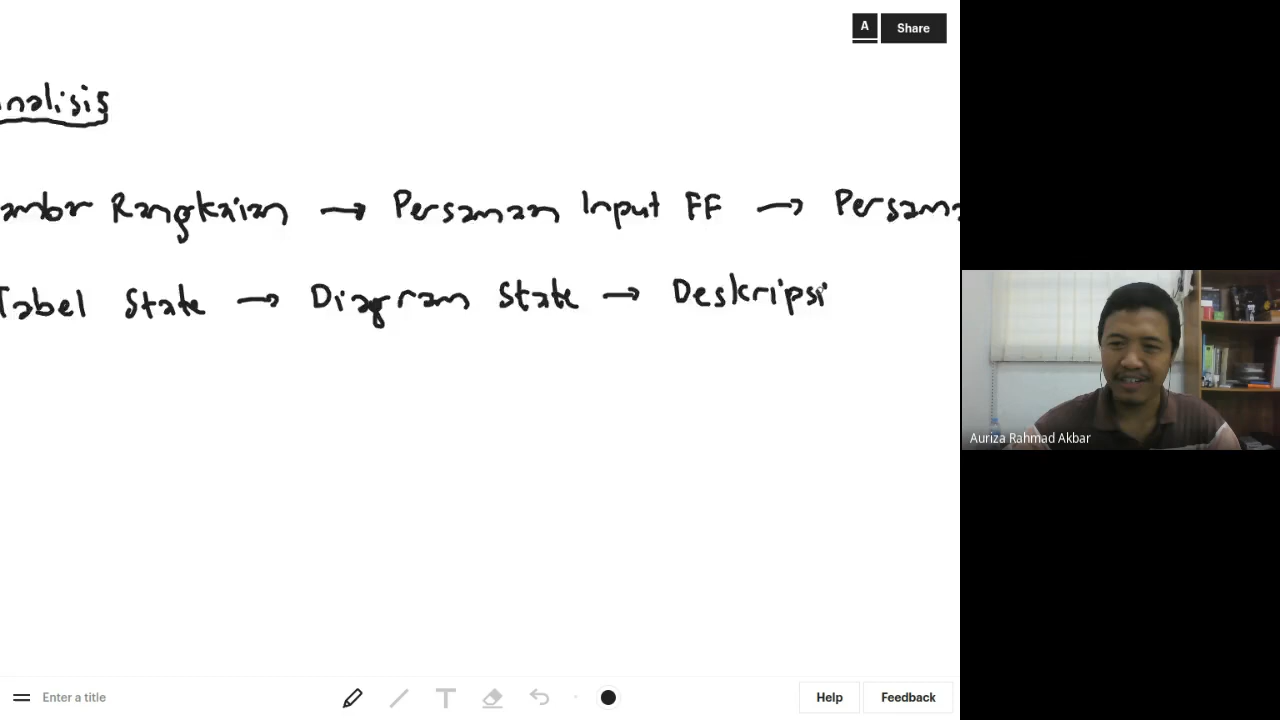 A Share
nalisis
ambar Rangkaian → Persamaan Input FF → Persama
Tabel State → Diagram State → Deskripsi
Auriza Rahmad Akbar
Enter a title T Help Feedback